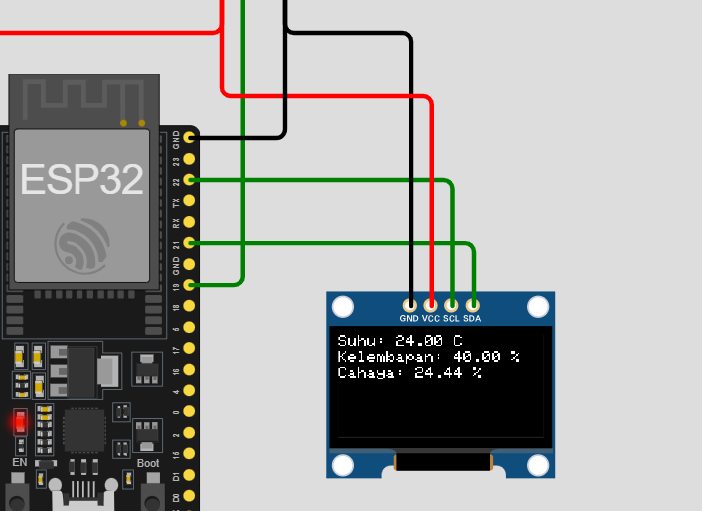 ESP32
GND
23
22
TX
RX
21
GND
19
18
5
17
16
4
0
2
15
D1
D0
EN
Boot
GND VCC SCL SDA
Suhu: 24.00 C
Kelembapan: 40.00 %
Cahaya: 24.44 %